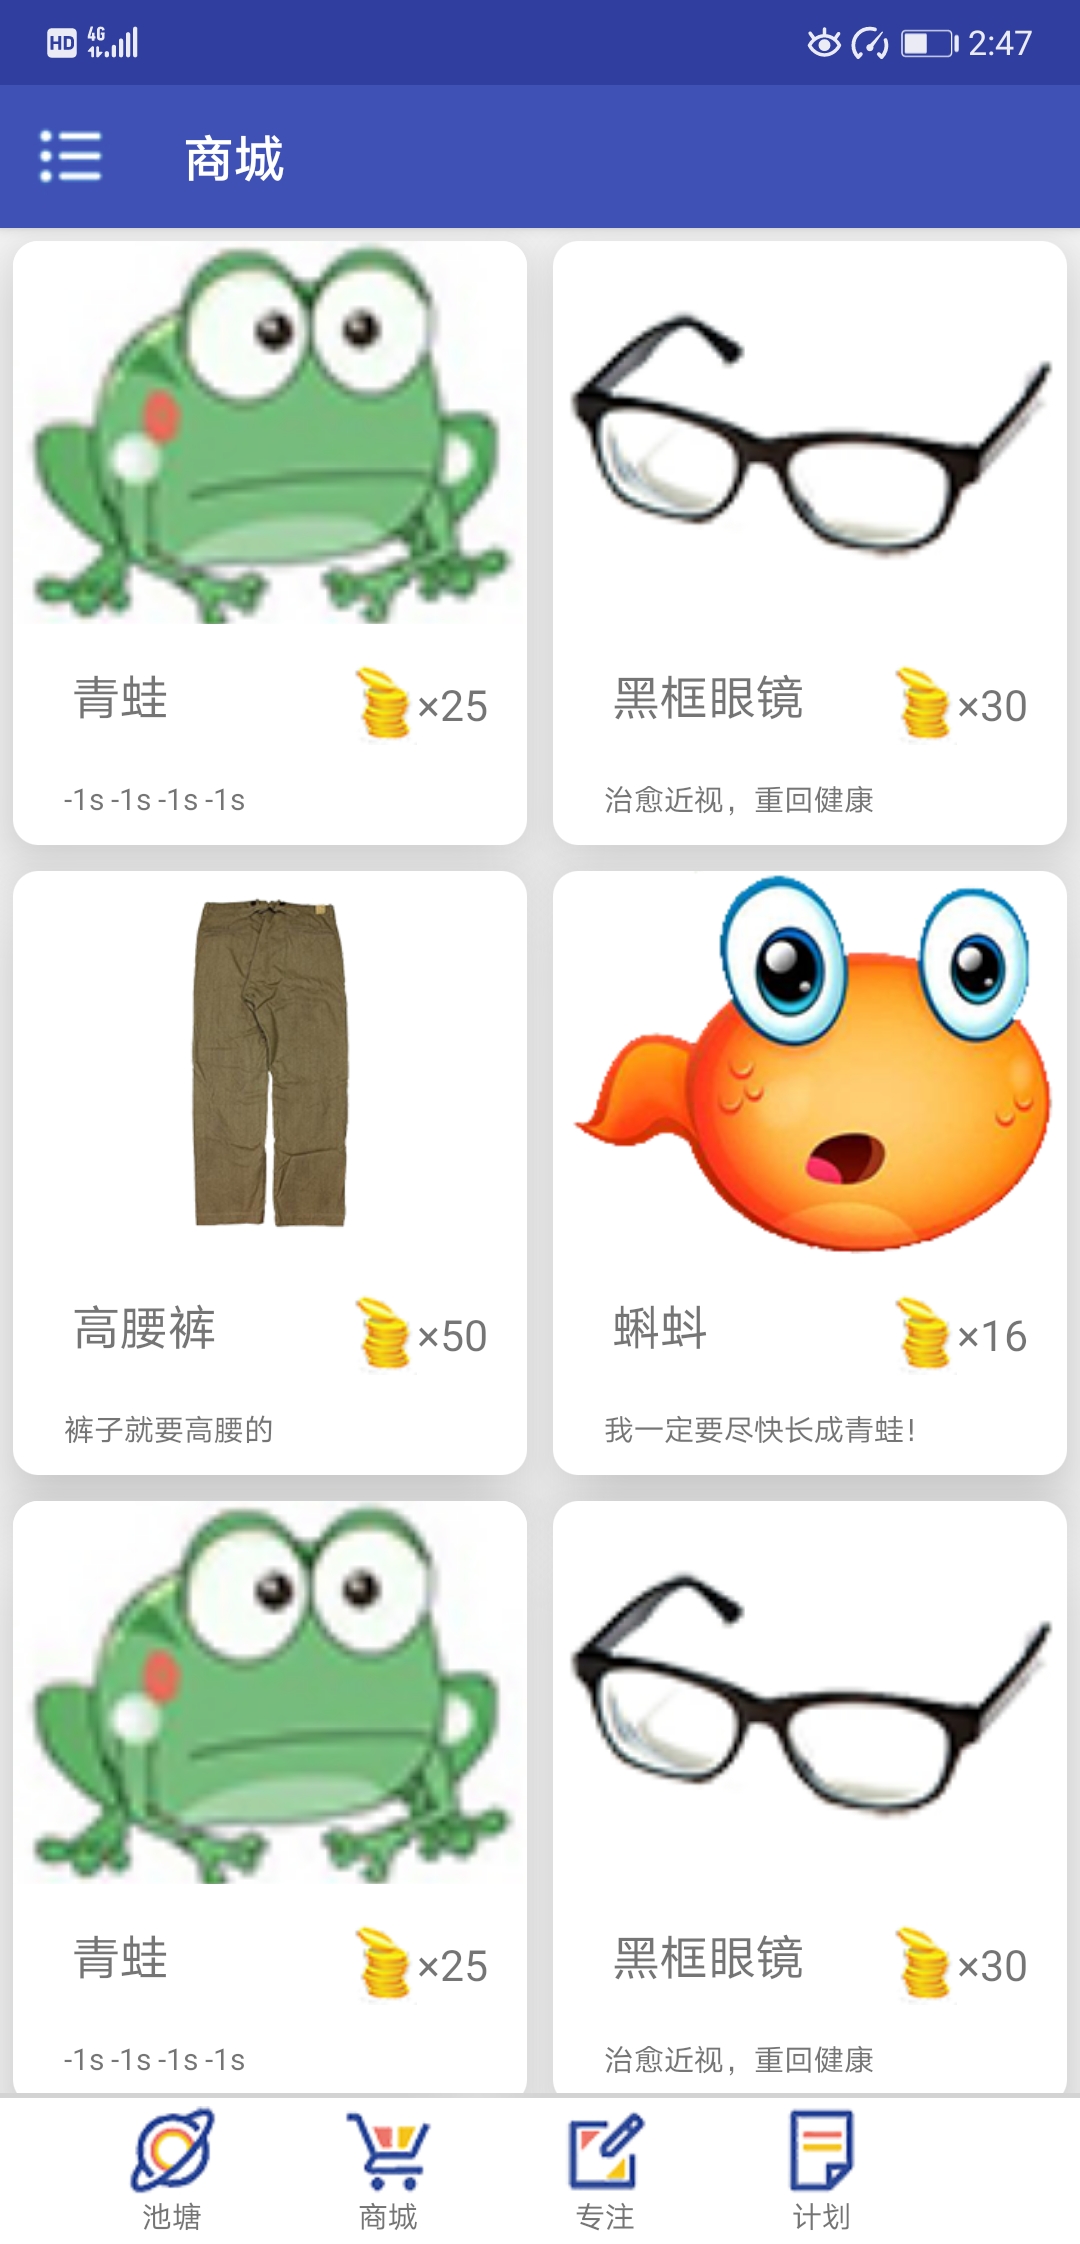 HD 4G 2:47
商城
青蛙 ×25
-1s -1s -1s -1s
黑框眼镜 ×30
治愈近视，重回健康
高腰裤 ×50
裤子就要高腰的
蝌蚪 ×16
我一定要尽快长成青蛙！
青蛙 ×25
-1s -1s -1s -1s
黑框眼镜 ×30
治愈近视，重回健康
池塘 商城 专注 计划